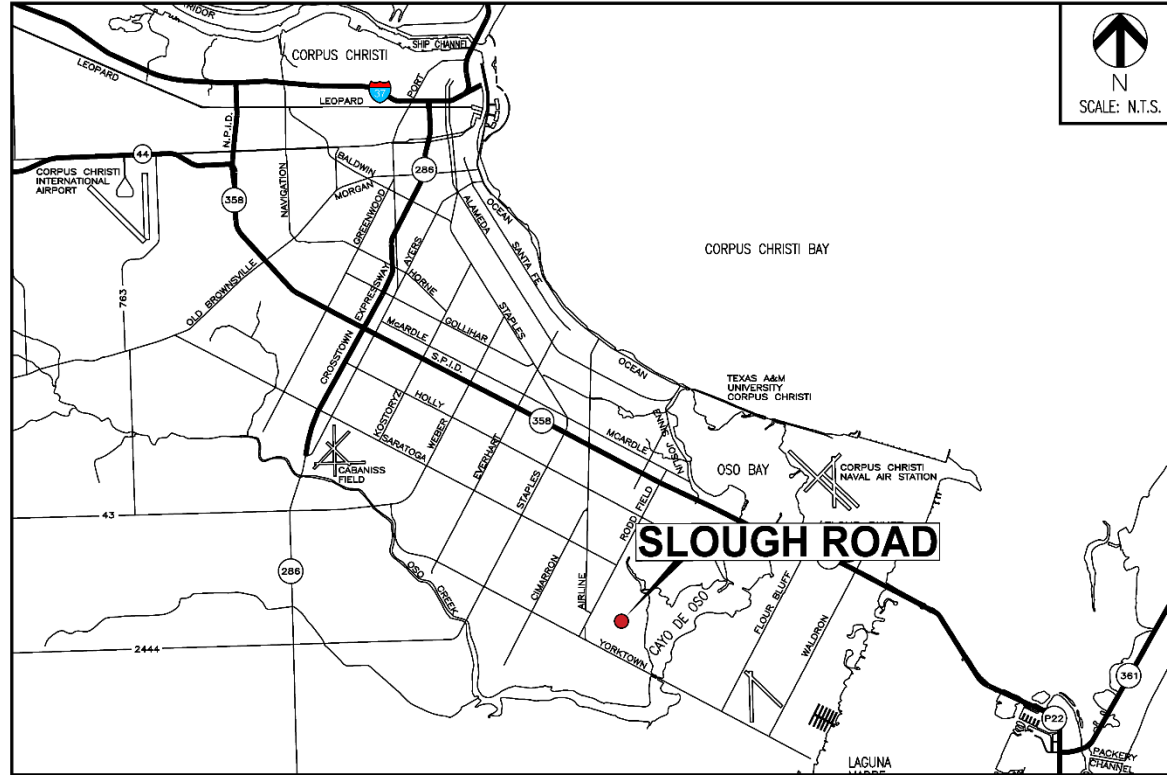 RRIDOR
SHIP CHANNEL
CORPUS CHRISTI
LEOPARD
PORT
37
LEOPARD
N
SCALE: N.T.S.
N.P.I.D.
44
BALDWIN
286
CORPUS CHRISTI
INTERNATIONAL
AIRPORT
NAVIGATION
MORGAN
358
GREENWOOD
ALAMEDA
OCEAN
SANTA FE
AYERS
CORPUS CHRISTI BAY
EXPRESSWAY
HORNE
763
OLD BROWNSVILLE
STAPLES
GOLLIHAR
McARDLE
CROSSTOWN
S.P.I.D.
OCEAN
TEXAS A&M
UNIVERSITY
CORPUS CHRISTI
HOLLY
KOSTORYZ
WEBER
358
ENNIS JOSLIN
MCARDLE
SARATOGA
EVERHART
CABANISS
FIELD
OSO BAY
CORPUS CHRISTI
NAVAL AIR STATION
STAPLES
RODD FIELD
43
SLOUGH ROAD
286
OSO
CREEK
CIMARRON
AIRLINE
CAYO DE OSO
FLOUR BLUFF
WALDRON
2444
YORKTOWN
361
P22
PACKERY
CHANNEL
LAGUNA